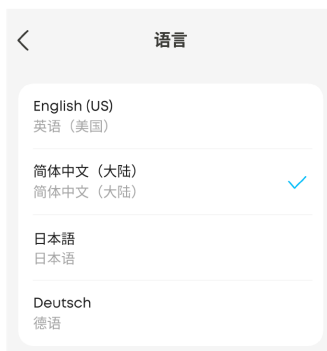 语言
English (US)
英语（美国）
简体中文（大陆）
简体中文（大陆）
日本語
日本语
Deutsch
德语